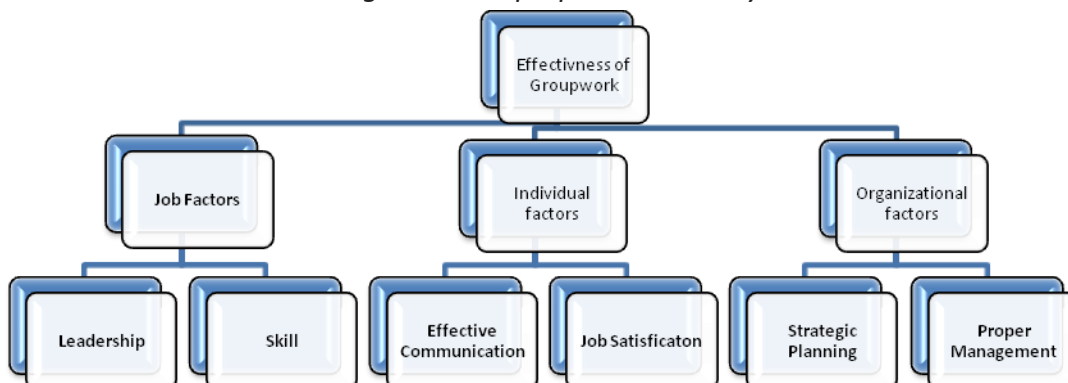 Effectivness of
Groupwork
Job Factors
Individual
factors
Organizational
factors
Leadership
Skill
Effective
Communication
Job Satisficaton
Strategic
Planning
Proper
Management